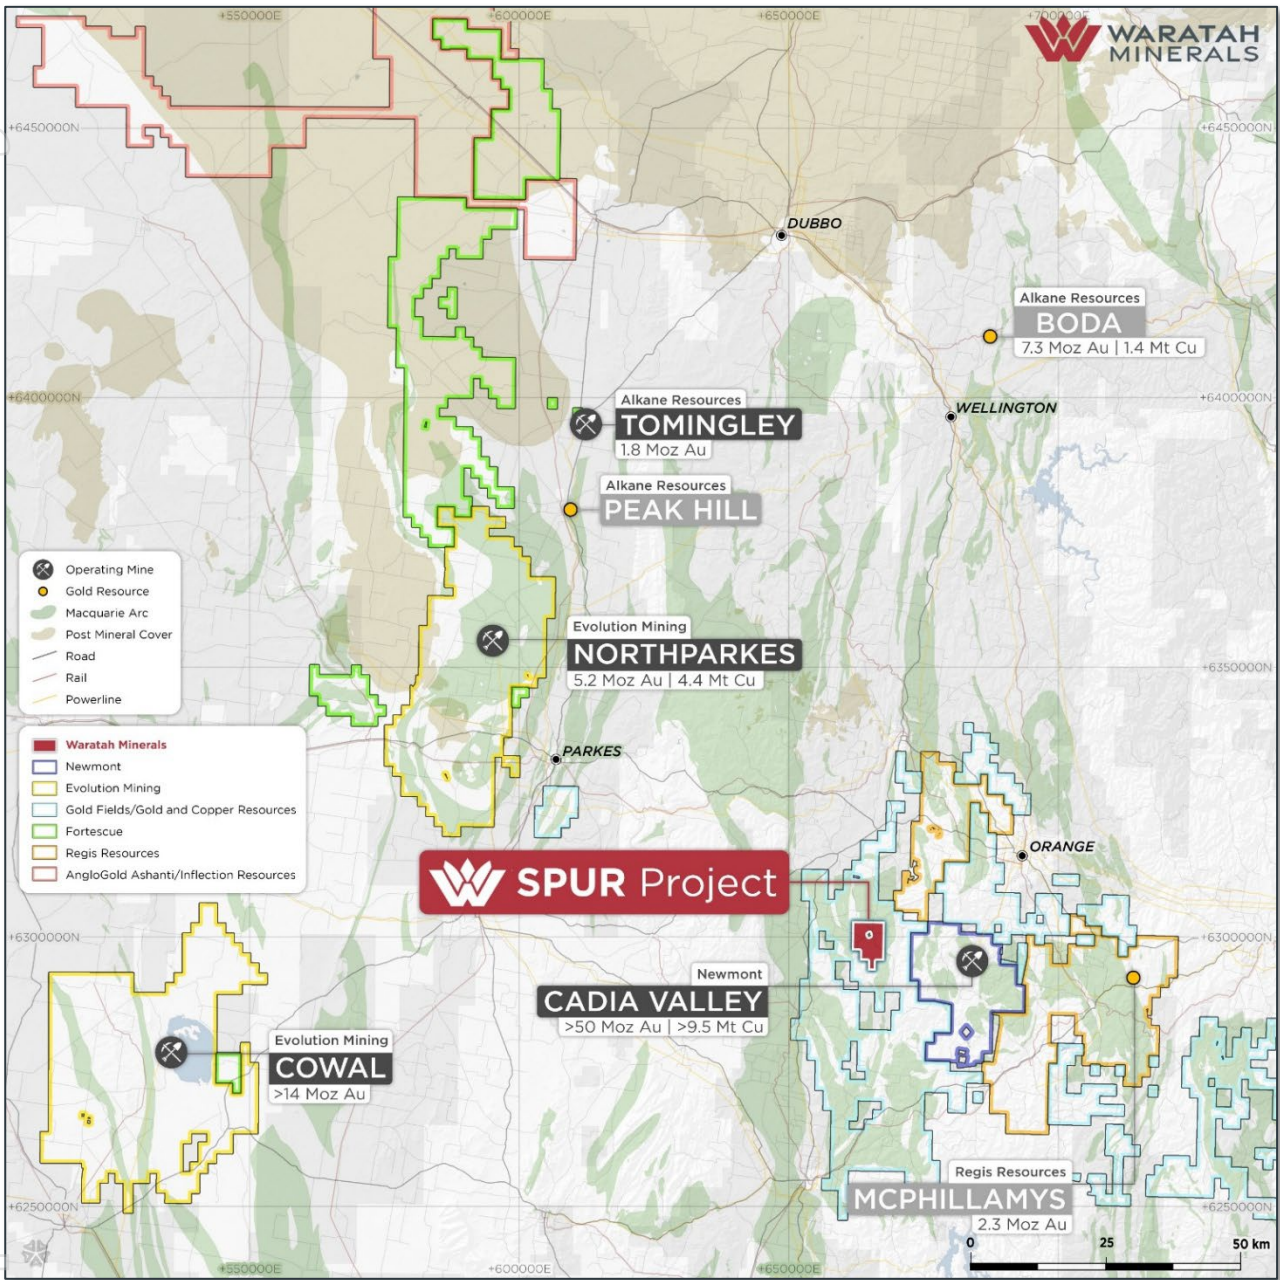 +550000E
+600000E
+650000E
+700000E
WARATAH
MINERALS
+6450000N
+6450000N
DUBBO
Alkane Resources
BODA
7.3 Moz Au | 1.4 Mt Cu
+6400000N
+6400000N
Alkane Resources
TOMINGLEY
1.8 Moz Au
WELLINGTON
Alkane Resources
PEAK HILL
Operating Mine
Gold Resource
Macquarie Arc
Post Mineral Cover
Road
Rail
Powerline
Evolution Mining
NORTHPARKES
5.2 Moz Au | 4.4 Mt Cu
+6350000N
Waratah Minerals
Newmont
Evolution Mining
Gold Fields/Gold and Copper Resources
Fortescue
Regis Resources
AngloGold Ashanti/Inflection Resources
PARKES
ORANGE
SPUR Project
+6300000N
+6300000N
Newmont
CADIA VALLEY
>50 Moz Au | >9.5 Mt Cu
Evolution Mining
COWAL
>14 Moz Au
Regis Resources
MCPHILLAMYS
2.3 Moz Au
+6250000N
+6250000N
0 25 50 km
+550000E
+600000E
+650000E